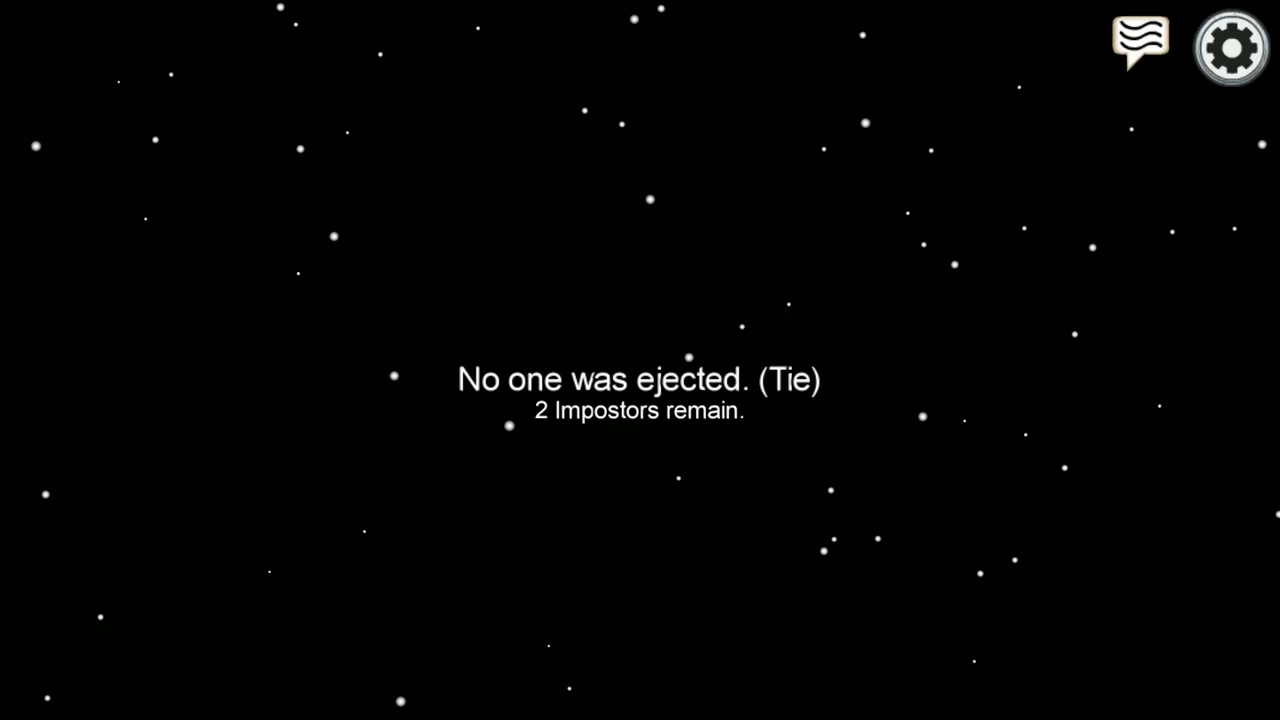 No one was ejected. (Tie)
2 Impostors remain.